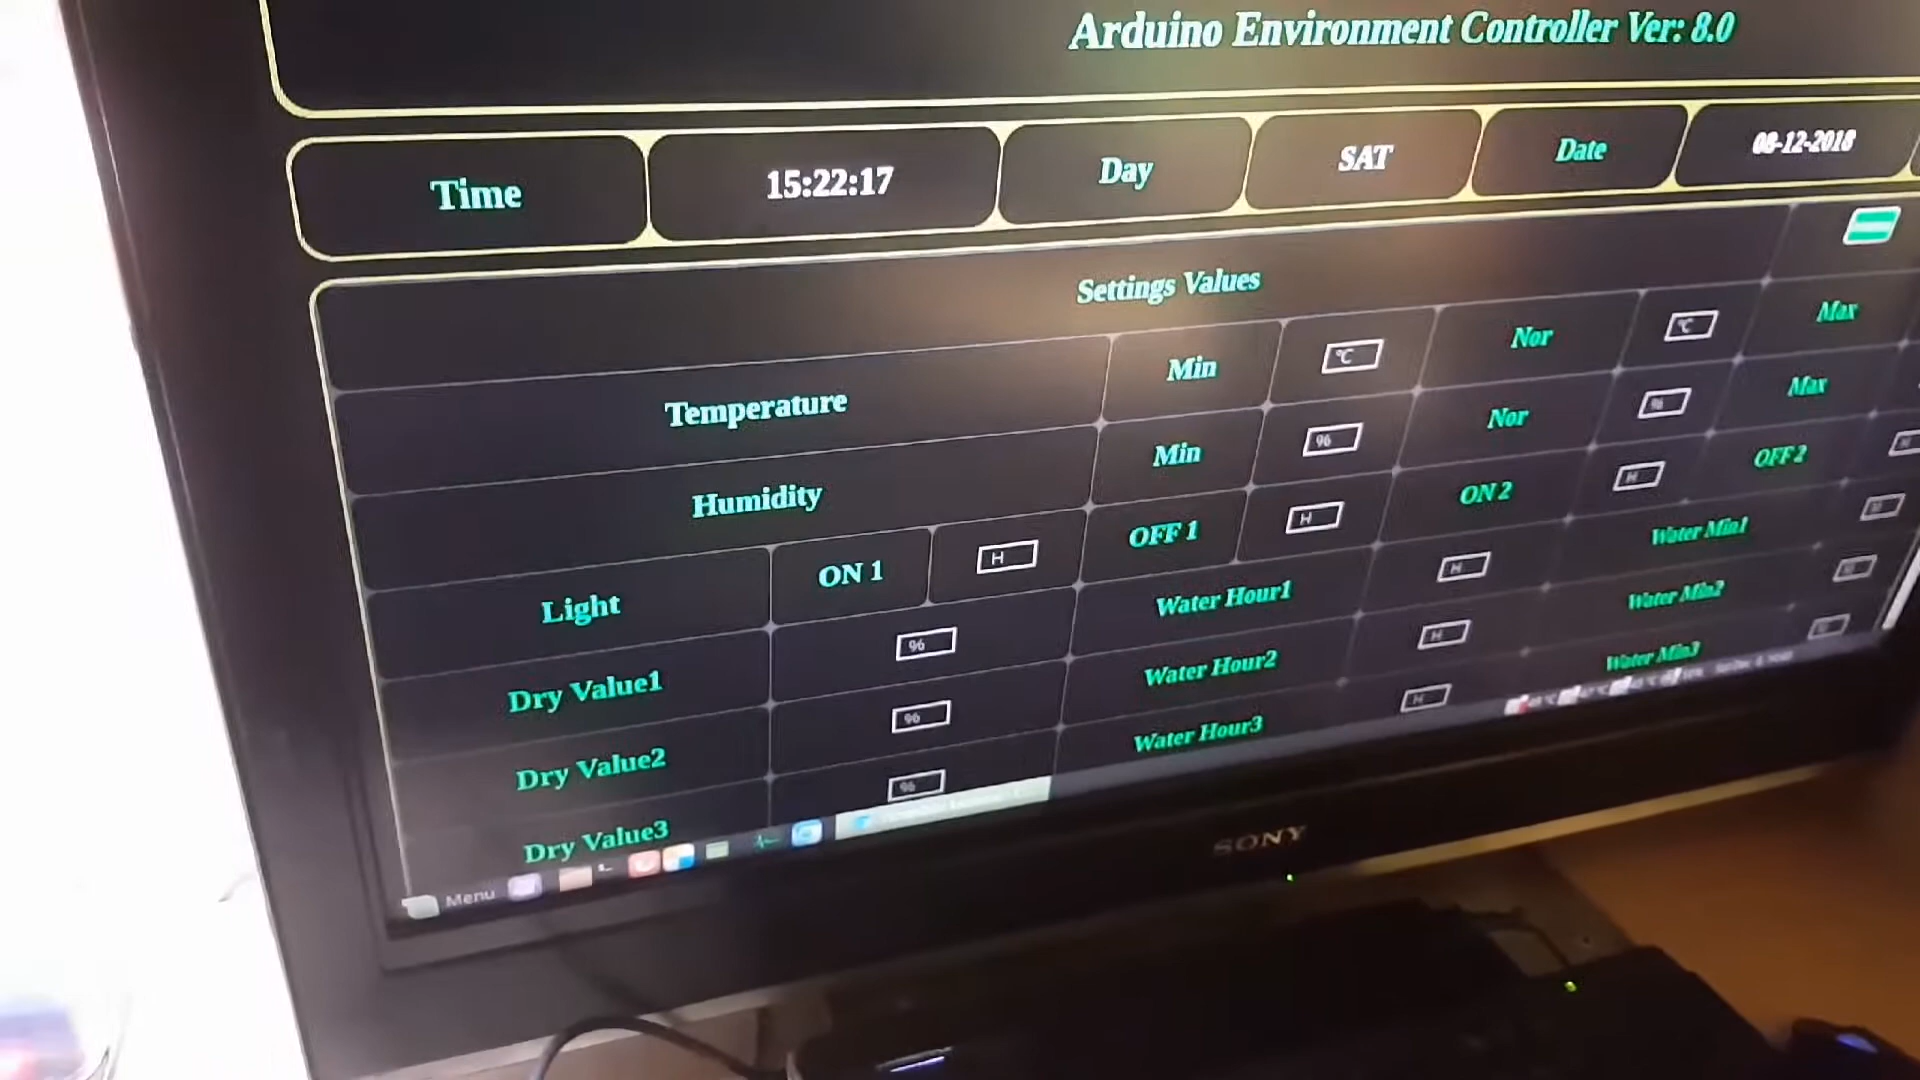 Arduino Environment Controller Ver: 8.0
Time 15:22:17 Day SAT Date 08-12-2018
Settings Values
Temperature Min °C Nor °C Max
Humidity Min % Nor % Max
Light ON 1 H OFF 1 H ON 2 H OFF 2
Dry Value1 % Water Hour1 H Water Min1
Dry Value2 % Water Hour2 H Water Min2
Dry Value3 % Water Hour3 H Water Min3
Menu
SONY